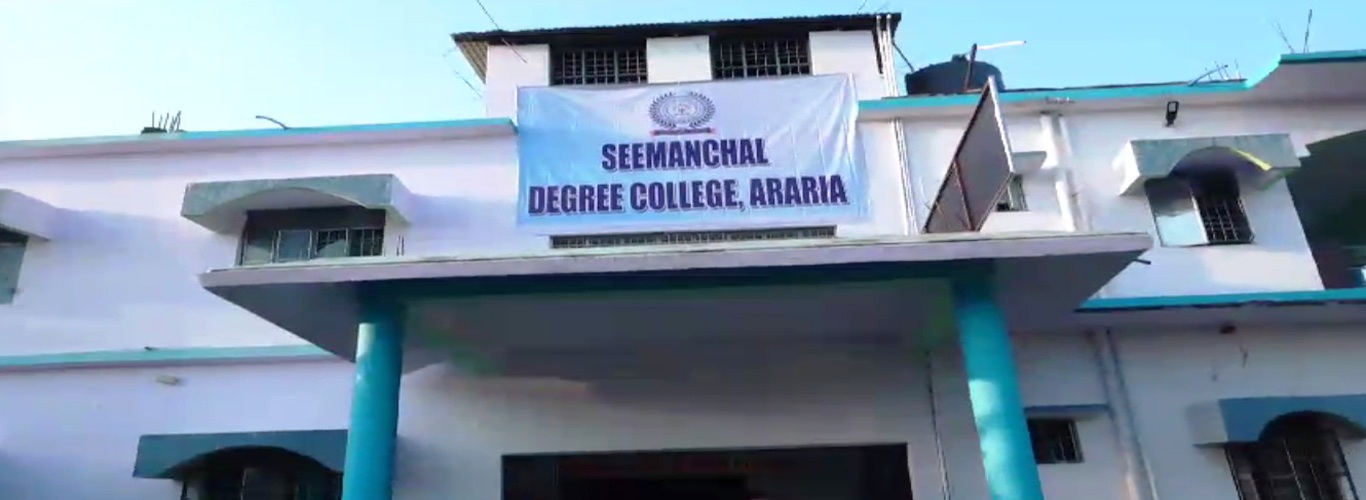 SEEMANCHAL
DEGREE COLLEGE, ARARIA